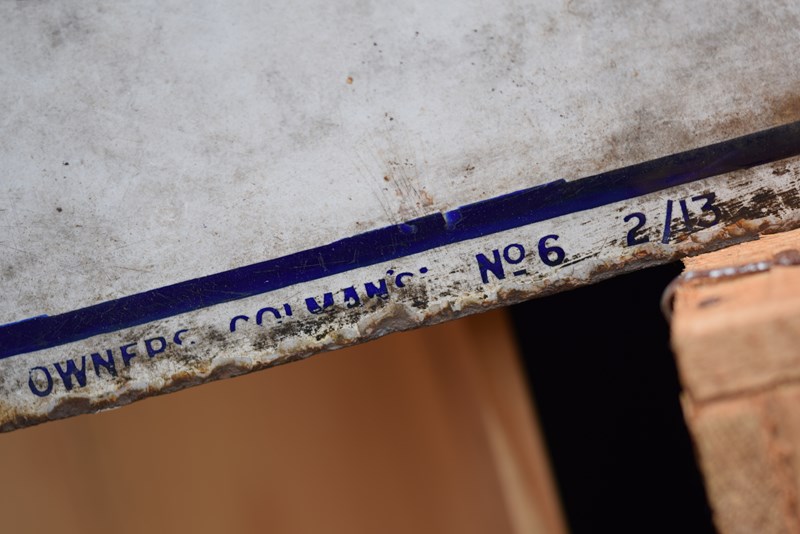 OWNERS COLMAN'S. No 6 2/13